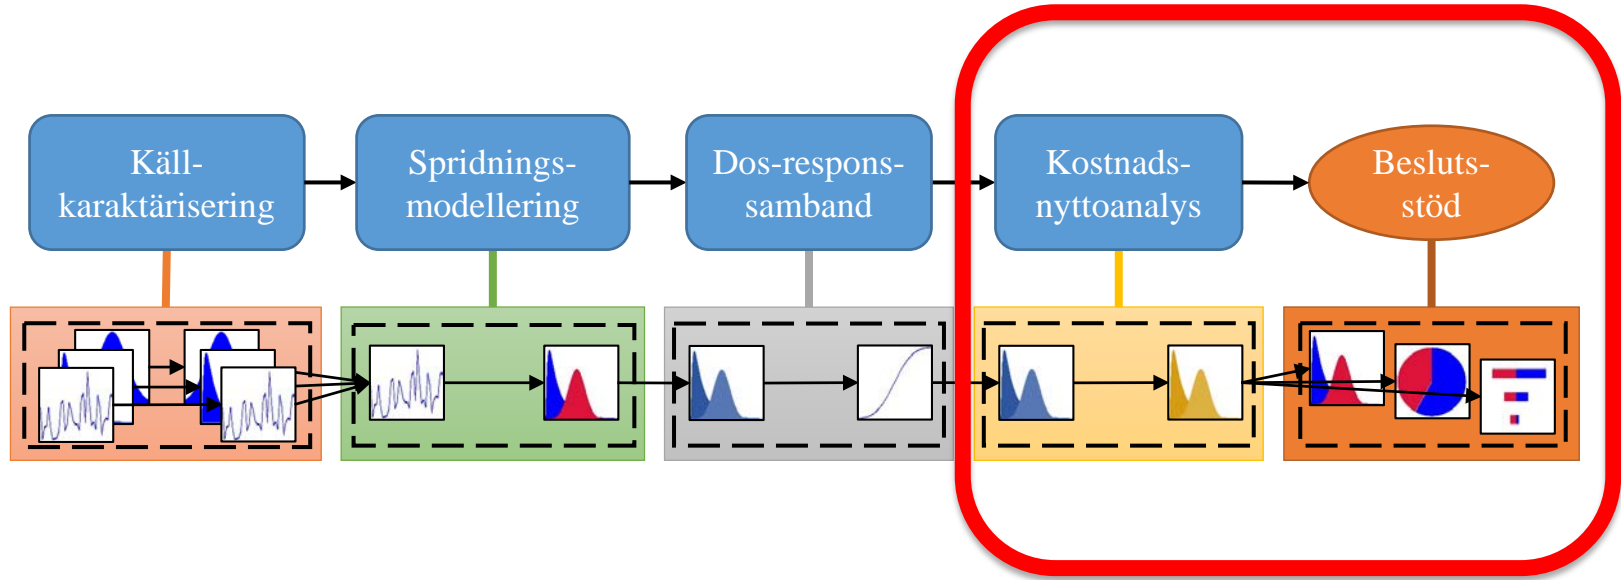 Käll-
karaktärisering
Spridnings-
modellering
Dos-respons-
samband
Kostnads-
nyttoanalys
Besluts-
stöd